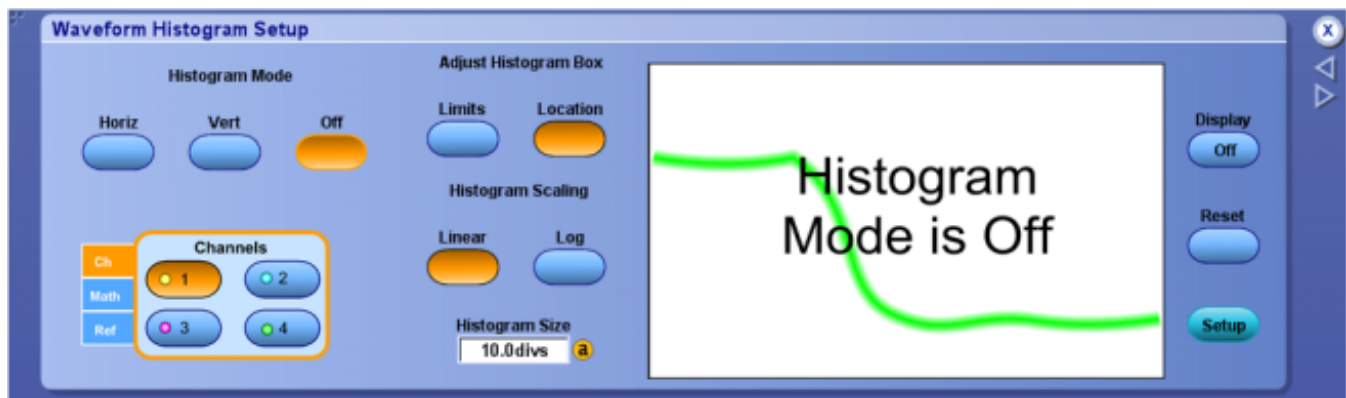 Waveform Histogram Setup
X
Histogram Mode
Horiz
Vert
Off
Ch
Math
Ref
Channels
1
2
3
4
Adjust Histogram Box
Limits
Location
Histogram Scaling
Linear
Log
Histogram Size
10.0divs
a
Histogram
Mode is Off
Display
Off
Reset
Setup